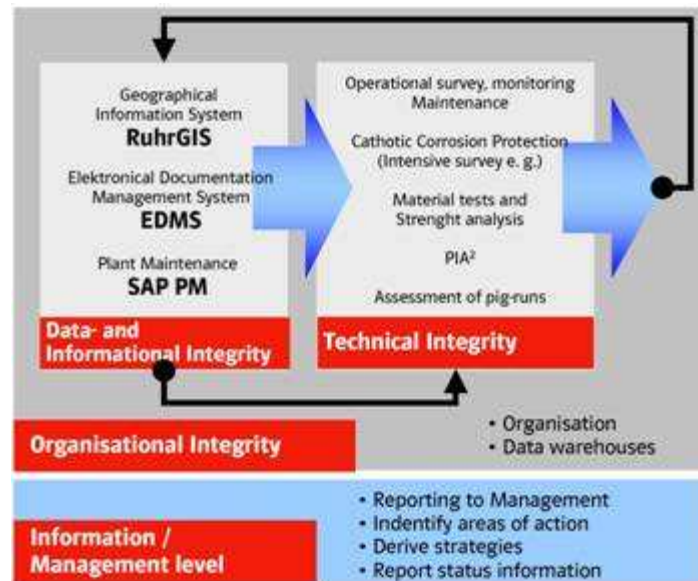 Geographical
Information System
RuhrGIS
Elektronical Documentation
Management System
EDMS
Plant Maintenance
SAP PM
Data- and
Informational Integrity
Operational survey, monitoring
Maintenance
Cathotic Corrosion Protection
(Intensive survey e. g.)
Material tests and
Strenght analysis
PIA²
Assessment of pig-runs
Technical Integrity
Organisational Integrity
• Organisation
• Data warehouses
Information /
Management level
• Reporting to Management
• Indentify areas of action
• Derive strategies
• Report status information